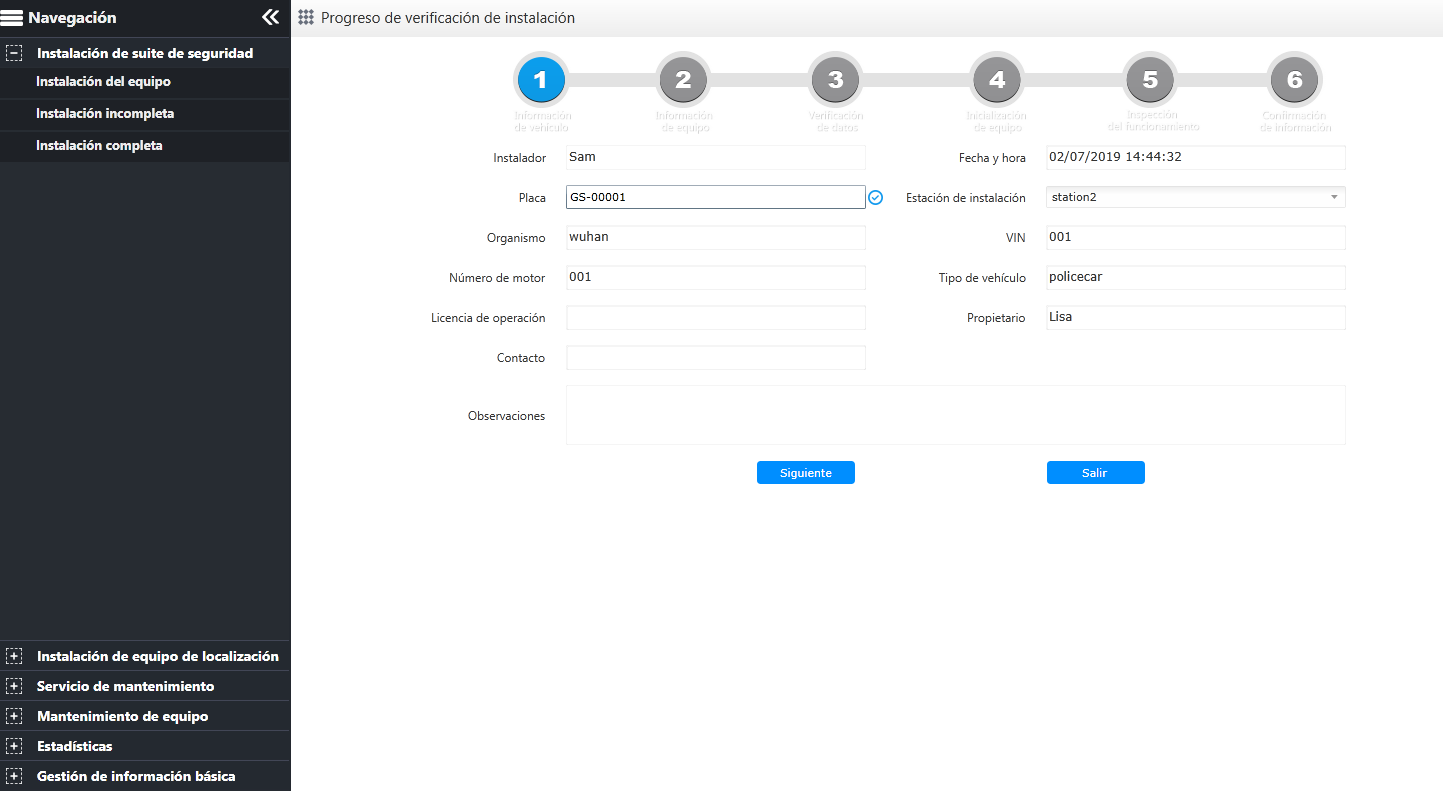 Navegación
Instalación de suite de seguridad
Instalación del equipo
Instalación incompleta
Instalación completa
Instalación de equipo de localización
Servicio de mantenimiento
Mantenimiento de equipo
Estadísticas
Gestión de información básica
Progreso de verificación de instalación
1 2 3 4 5 6
Información de vehículo
Información de equipo
Verificación de datos
Inicialización de equipo
Inspección del funcionamiento
Confirmación de información
Instalador Sam Fecha y hora 02/07/2019 14:44:32
Placa GS-00001 Estación de instalación station2
Organismo wuhan VIN 001
Número de motor 001 Tipo de vehículo policecar
Licencia de operación Propietario Lisa
Contacto
Observaciones
Siguiente Salir